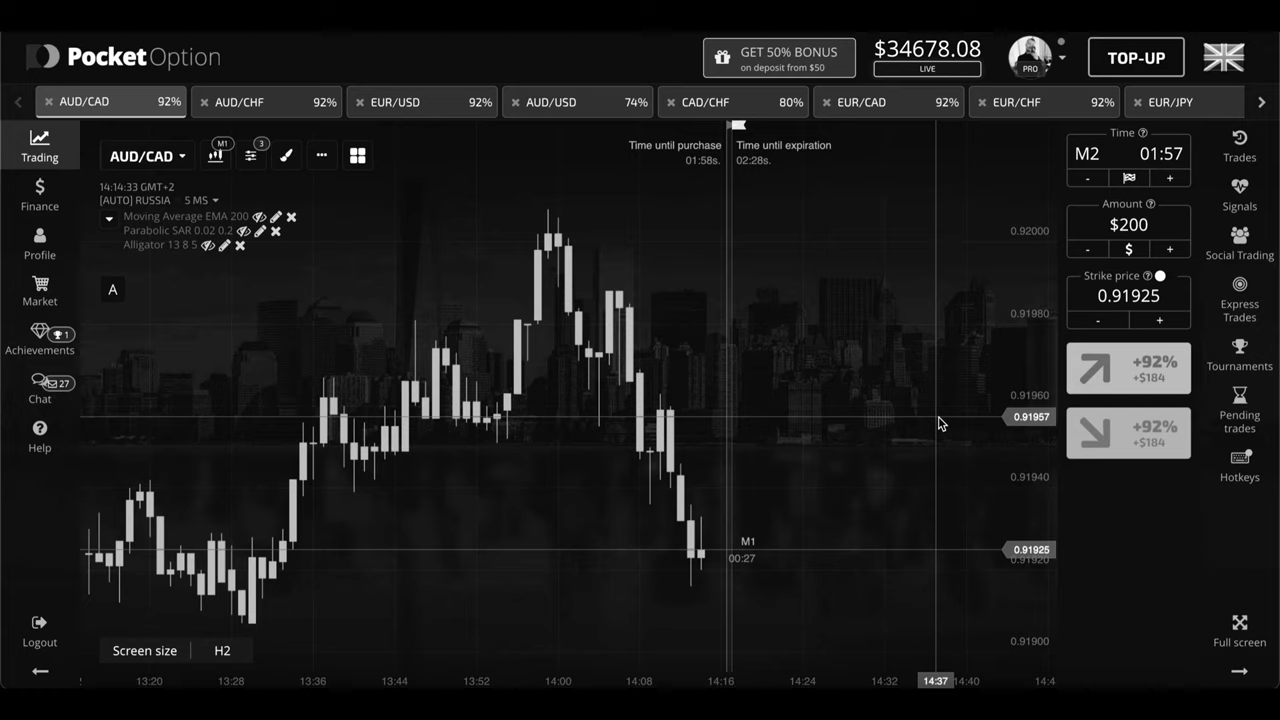 PocketOption
GET 50% BONUS
on deposit from $50
$34678.08
LIVE
PRO
TOP-UP
AUD/CAD 92%
AUD/CHF 92%
EUR/USD 92%
AUD/USD 74%
CAD/CHF 80%
EUR/CAD 92%
EUR/CHF 92%
EUR/JPY
Trading
Finance
Profile
Market
Achievements
1
Chat
27
Help
Logout
AUD/CAD
M1
3
14:14:33 GMT+2
[AUTO] RUSSIA 5 MS
Moving Average EMA 200
Parabolic SAR 0.02 0.2
Alligator 13 8 5
A
Time until purchase
01:58s.
Time until expiration
02:28s.
M1
00:27
0.92000
0.91980
0.91960
0.91957
0.91940
0.91925
0.91920
0.91900
Screen size H2
13:20 13:28 13:36 13:44 13:52 14:00 14:08 14:16 14:24 14:32 14:37 14:40 14:4
Time
M2 01:57
- +
Amount
$200
- $ +
Strike price
0.91925
- +
+92%
+$184
+92%
+$184
Trades
Signals
Social Trading
Express
Trades
Tournaments
Pending
trades
Hotkeys
Full screen